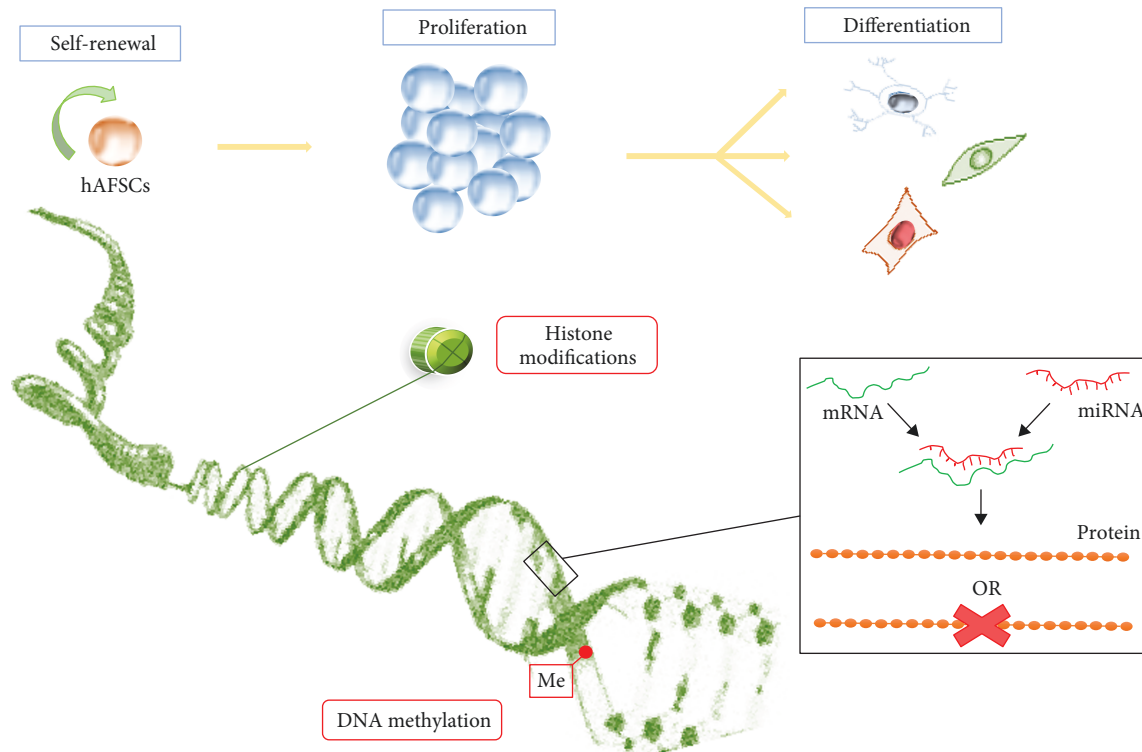 Self-renewal
Proliferation
Differentiation
hAFSCs
Histone
modifications
mRNA
miRNA
Protein
OR
Me
DNA methylation